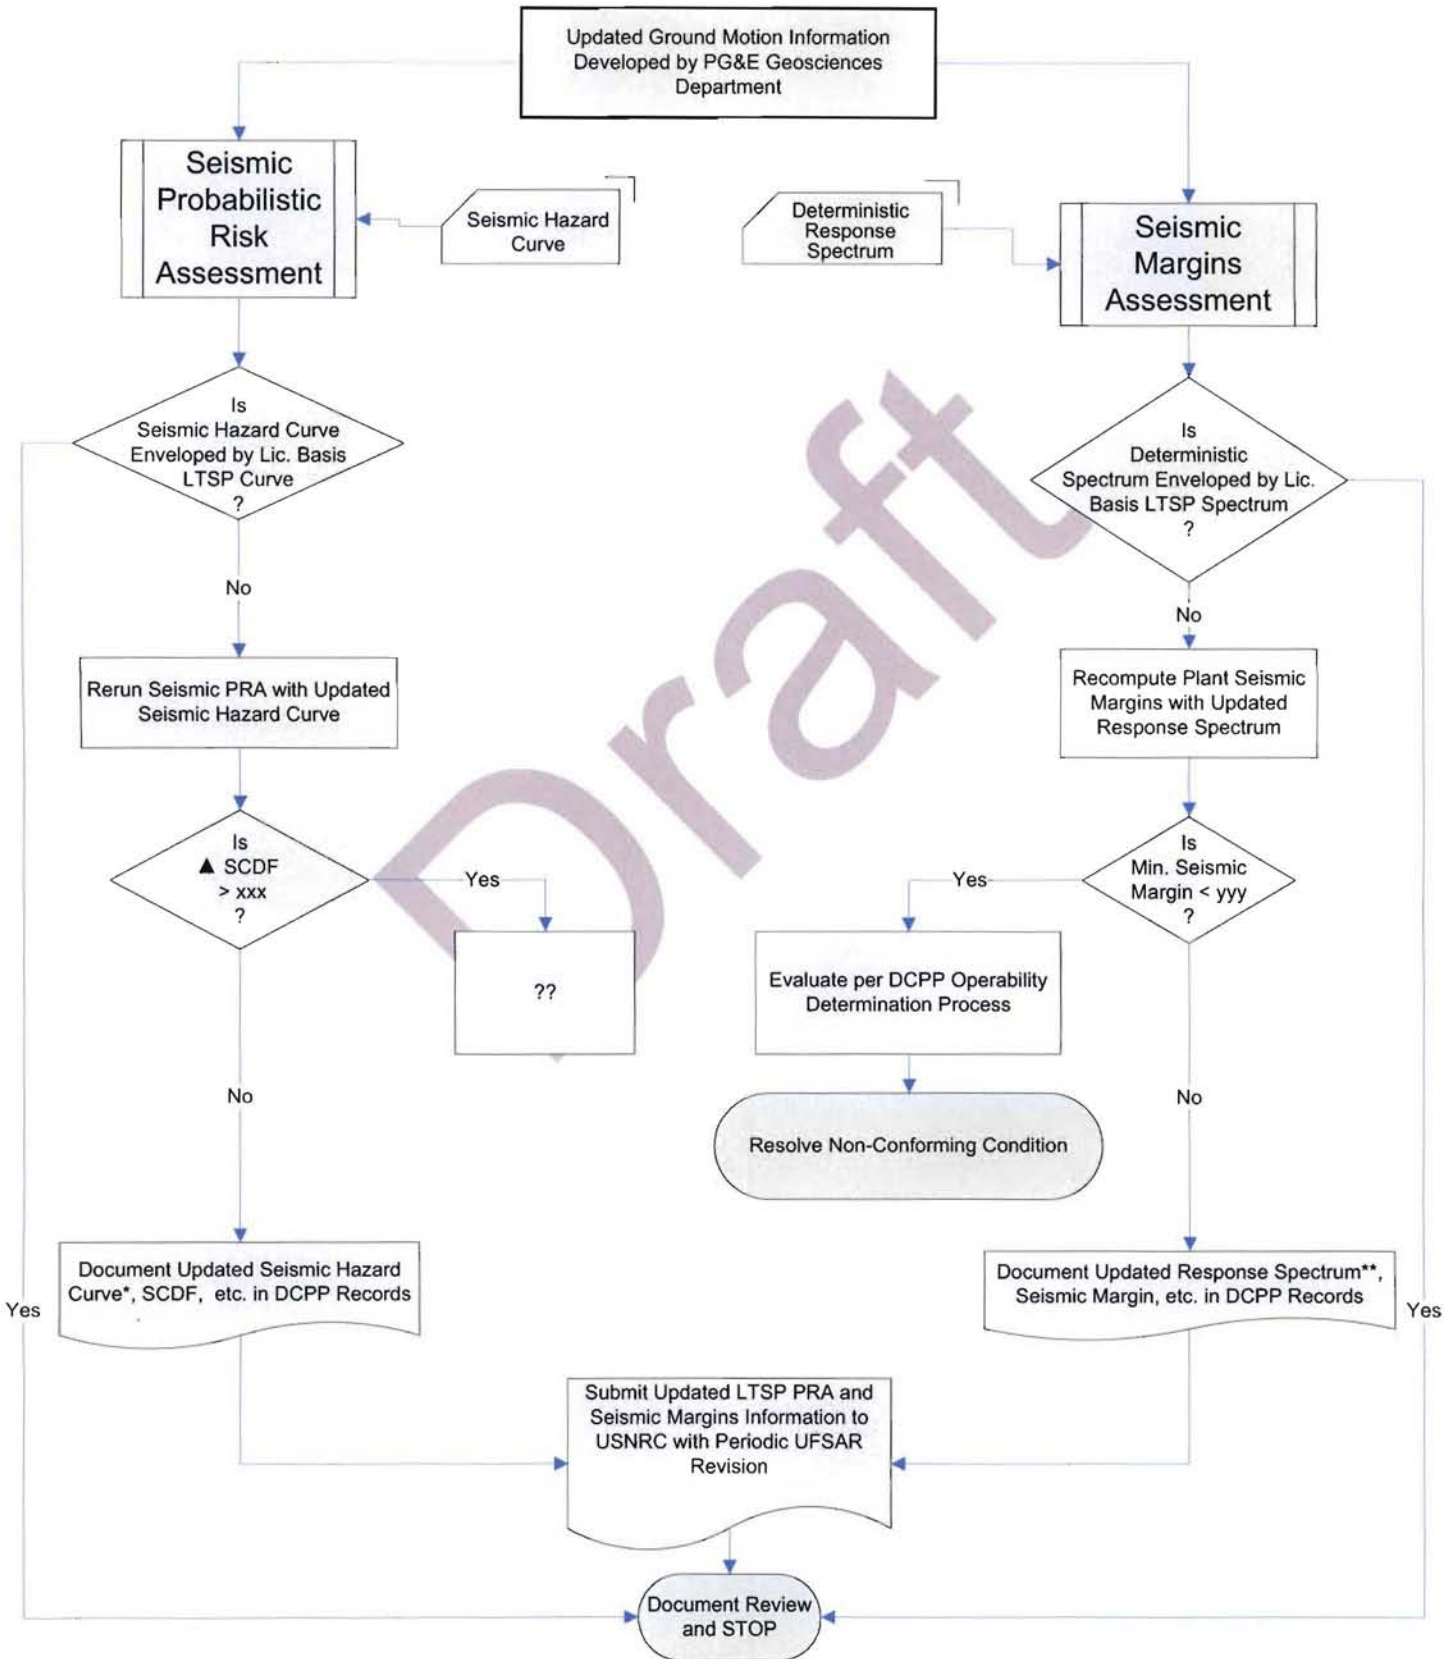 Updated Ground Motion Information
Developed by PG&E Geosciences
Department
Seismic
Probabilistic
Risk
Assessment
Seismic Hazard
Curve
Deterministic
Response
Spectrum
Seismic
Margins
Assessment
Is
Seismic Hazard Curve
Enveloped by Lic. Basis
LTSP Curve
?
Is
Deterministic
Spectrum Enveloped by Lic.
Basis LTSP Spectrum
?
No
No
Rerun Seismic PRA with Updated
Seismic Hazard Curve
Recompute Plant Seismic
Margins with Updated
Response Spectrum
Is
▲ SCDF
> xxx
?
Yes
??
Is
Min. Seismic
Margin < yyy
?
Yes
Evaluate per DCPP Operability
Determination Process
Resolve Non-Conforming Condition
No
No
Document Updated Seismic Hazard
Curve*, SCDF, etc. in DCPP Records
Document Updated Response Spectrum**,
Seismic Margin, etc. in DCPP Records
Yes
Yes
Submit Updated LTSP PRA and
Seismic Margins Information to
USNRC with Periodic UFSAR
Revision
Document Review
and STOP
Draft